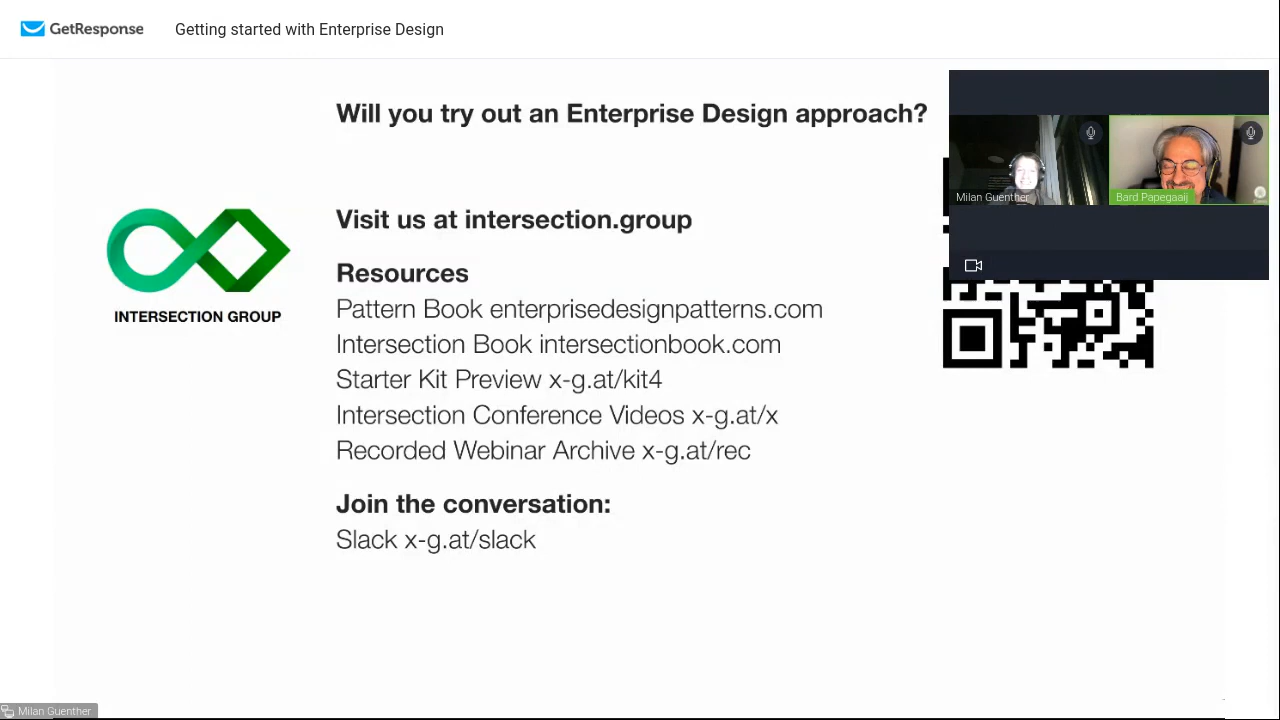 GetResponse
Getting started with Enterprise Design
Will you try out an Enterprise Design approach?
Milan Guenther
Bard Papegaaij
Visit us at intersection.group
INTERSECTION GROUP
Resources
Pattern Book enterprisedesignpatterns.com
Intersection Book intersectionbook.com
Starter Kit Preview x-g.at/kit4
Intersection Conference Videos x-g.at/x
Recorded Webinar Archive x-g.at/rec
Join the conversation:
Slack x-g.at/slack
Milan Guenther